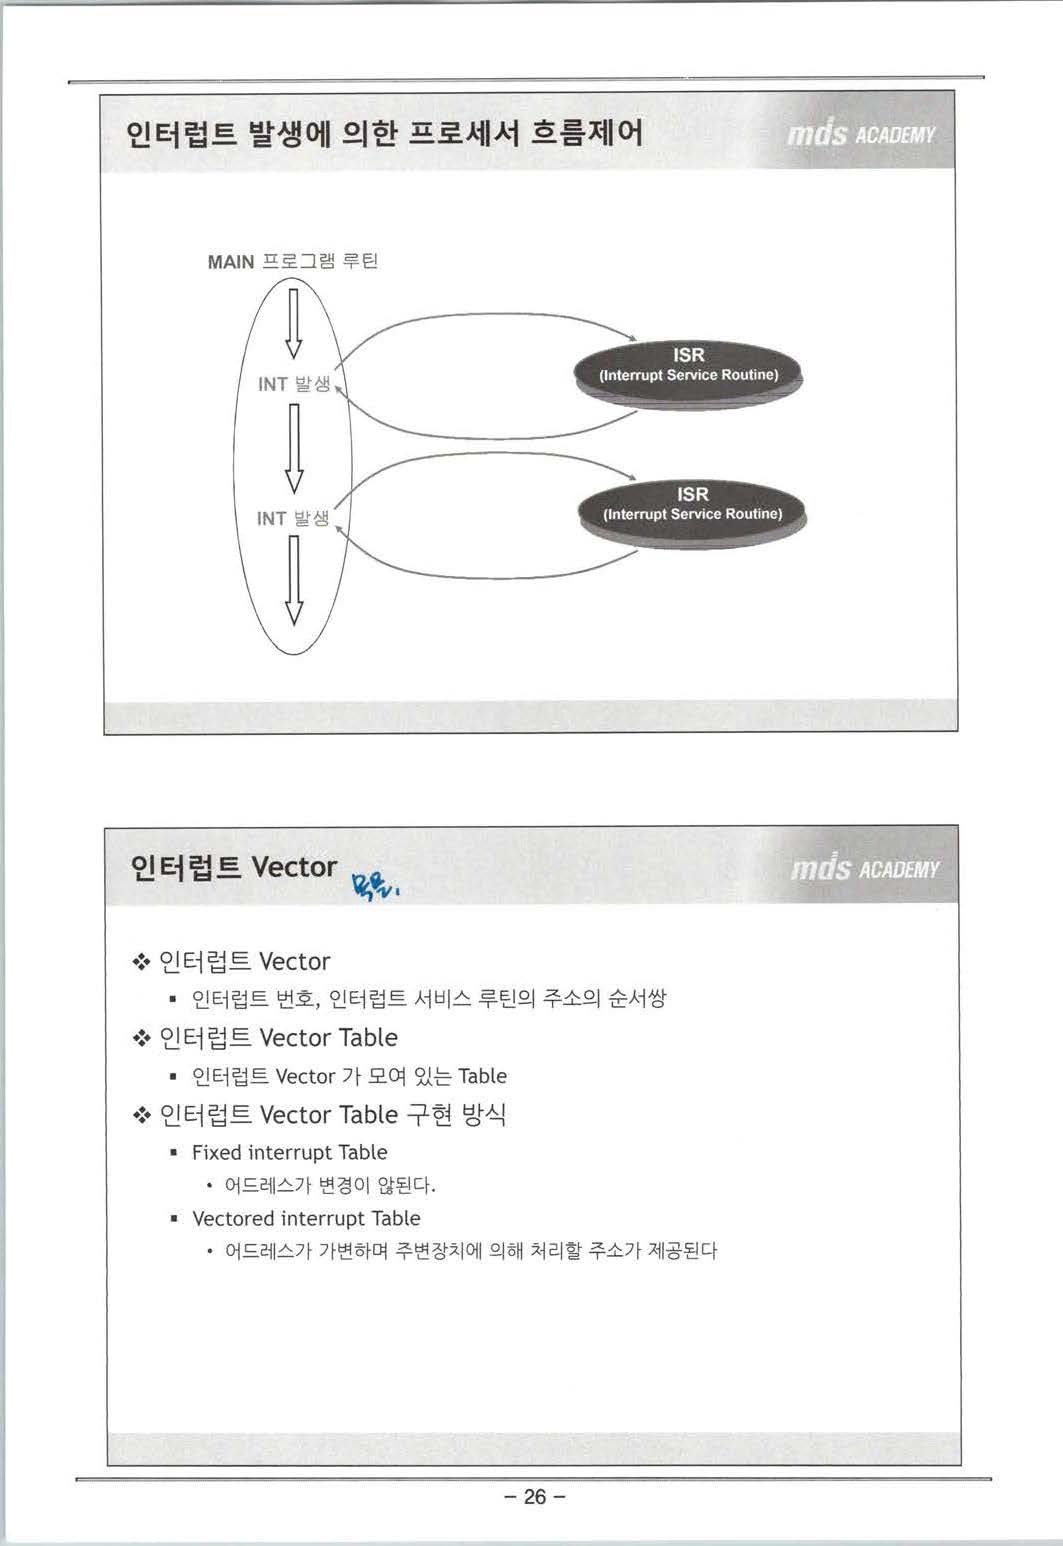 인터럽트 발생에 의한 프로세서 흐름제어
mds ACADEMY
MAIN 프로그램 루틴
INT 발생
ISR
(Interrupt Service Routine)
INT 발생
ISR
(Interrupt Service Routine)
인터럽트 Vector
mds ACADEMY
❖ 인터럽트 Vector
▪ 인터럽트 번호, 인터럽트 서비스 루틴의 주소의 순서쌍
❖ 인터럽트 Vector Table
▪ 인터럽트 Vector 가 모여 있는 Table
❖ 인터럽트 Vector Table 구현 방식
▪ Fixed interrupt Table
• 어드레스가 변경이 않된다.
▪ Vectored interrupt Table
• 어드레스가 가변하며 주변장치에 의해 처리할 주소가 제공된다
- 26 -